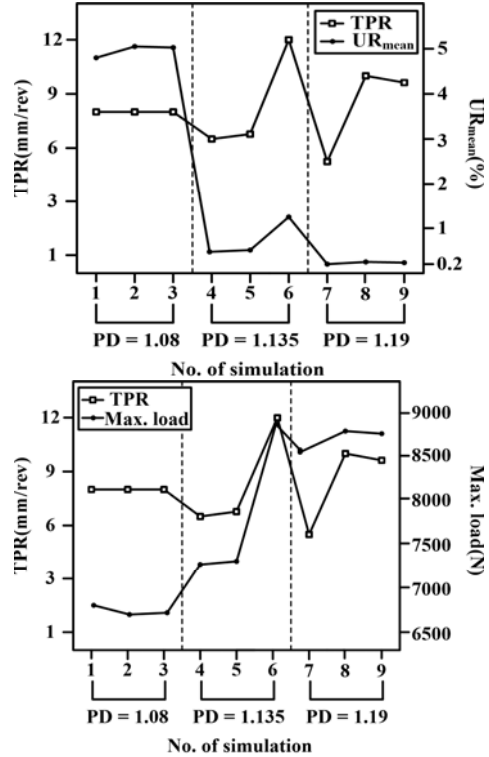 TPR
UR mean
12
9
6
3
1
TPR(mm/rev)
5
4
3
2
1
0.2
UR mean(%)
1 2 3 4 5 6 7 8 9
PD = 1.08 PD = 1.135 PD = 1.19
No. of simulation
TPR
Max. load
12
9
6
3
1
TPR(mm/rev)
9000
8500
8000
7500
7000
6500
Max. load(N)
1 2 3 4 5 6 7 8 9
PD = 1.08 PD = 1.135 PD = 1.19
No. of simulation